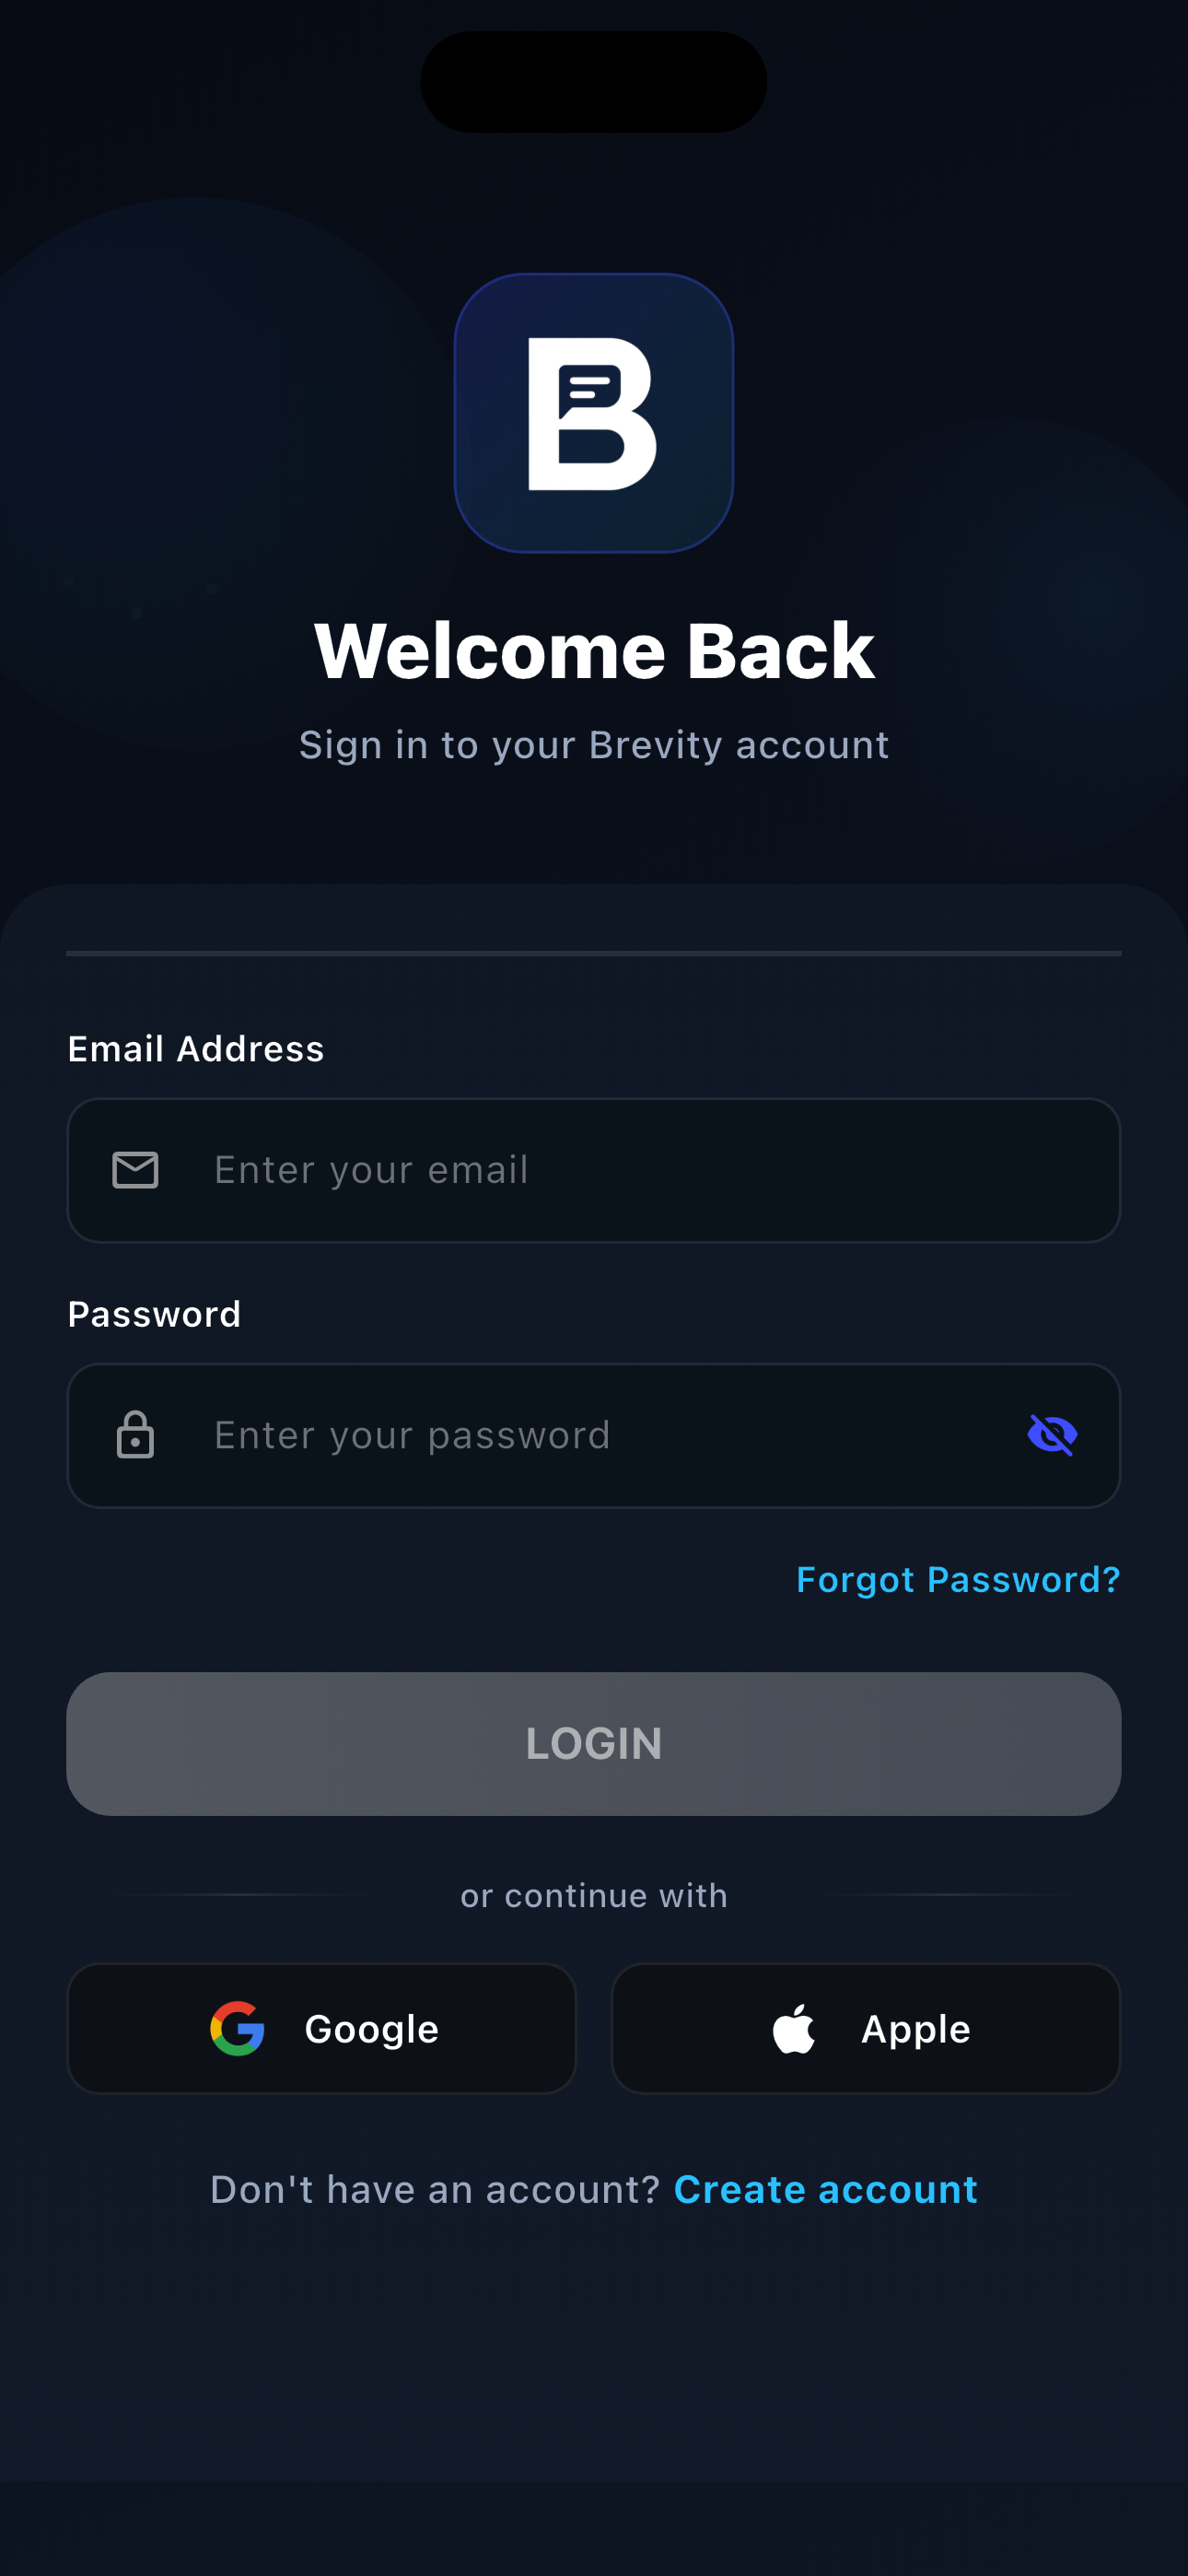 B
Welcome Back
Sign in to your Brevity account
Email Address
Enter your email
Password
Enter your password
Forgot Password?
LOGIN
or continue with
Google
Apple
Don't have an account? Create account